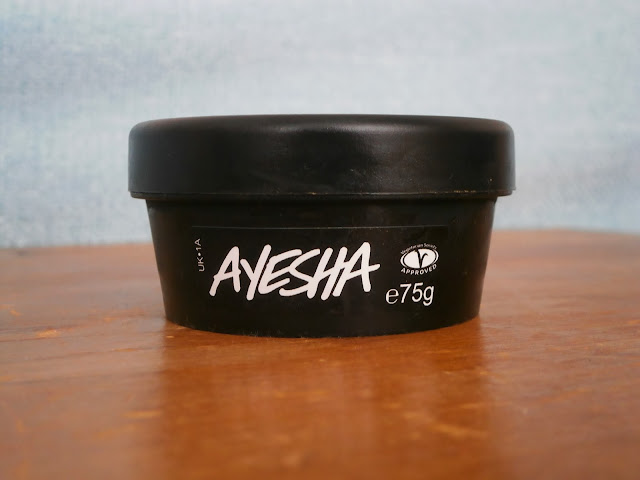 UK•1A
AYESHA
Vegetarian Society
V
APPROVED
e75g